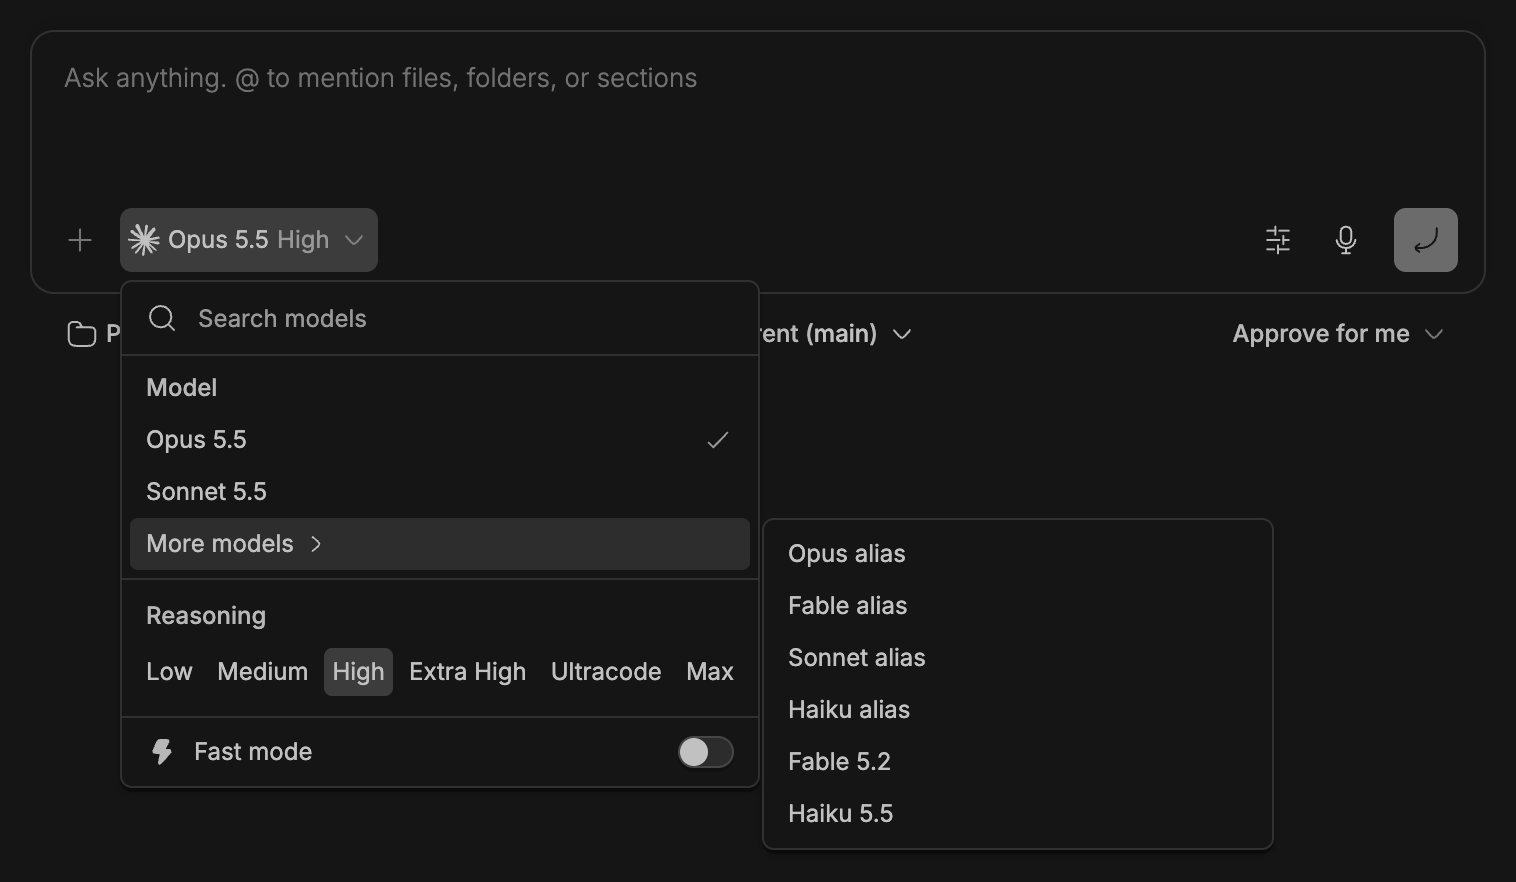 Ask anything. @ to mention files, folders, or sections
Opus 5.5 High
Search models
(main)
Approve for me
Model
Opus 5.5
Sonnet 5.5
More models
Reasoning
Low Medium High Extra High Ultracode Max
Fast mode
Opus alias
Fable alias
Sonnet alias
Haiku alias
Fable 5.2
Haiku 5.5